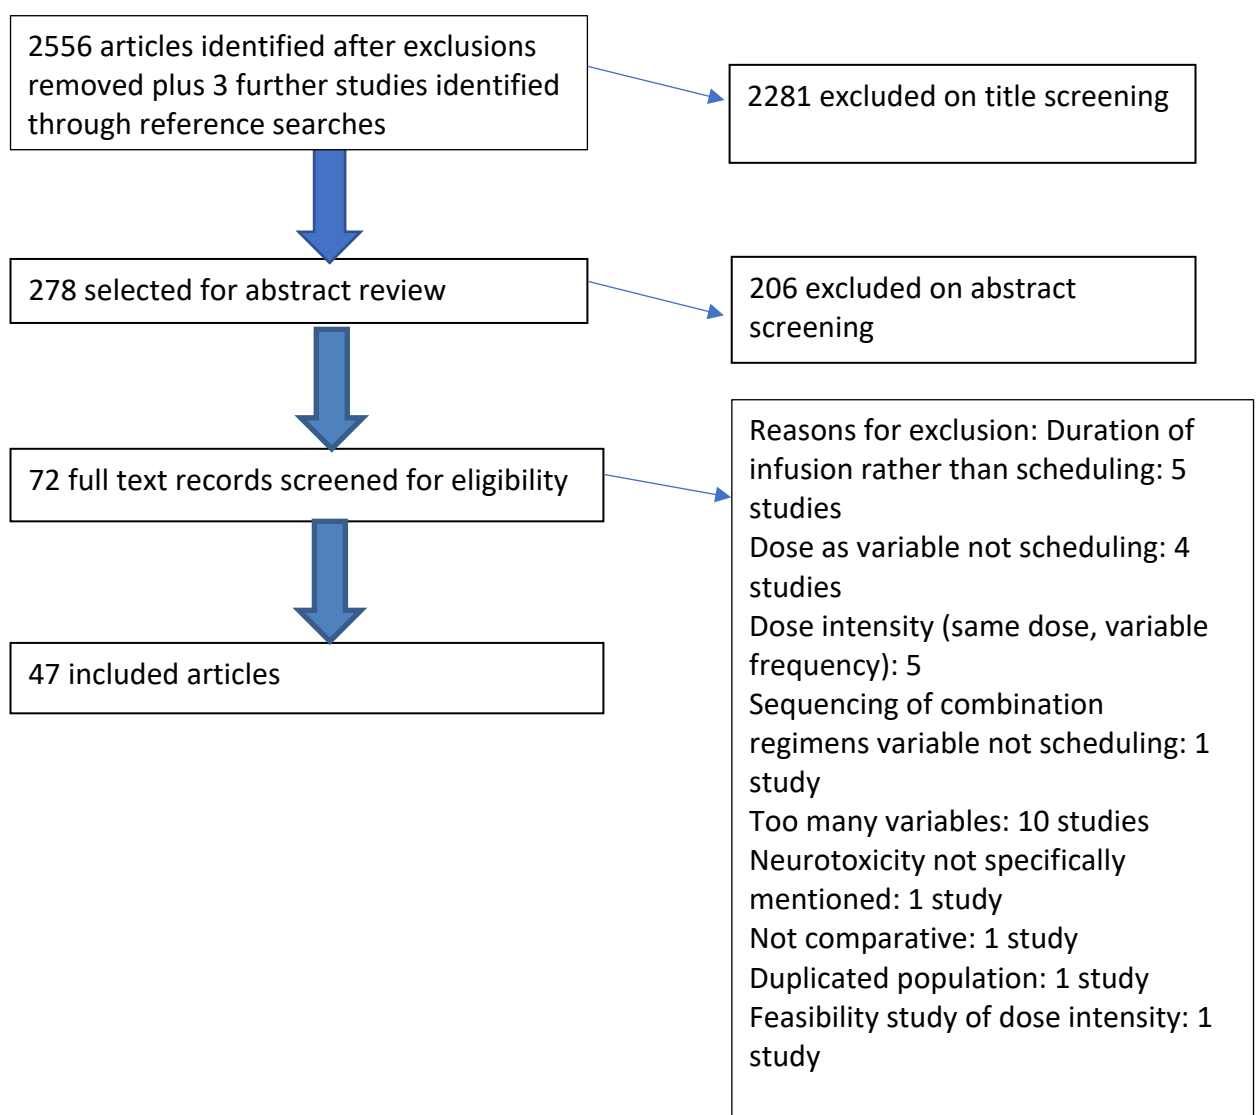 2556 articles identified after exclusions
removed plus 3 further studies identified
through reference searches
2281 excluded on title screening
278 selected for abstract review
206 excluded on abstract
screening
72 full text records screened for eligibility
Reasons for exclusion: Duration of
infusion rather than scheduling: 5
studies
Dose as variable not scheduling: 4
studies
Dose intensity (same dose, variable
frequency): 5
Sequencing of combination
regimens variable not scheduling: 1
study
Too many variables: 10 studies
Neurotoxicity not specifically
mentioned: 1 study
Not comparative: 1 study
Duplicated population: 1 study
Feasibility study of dose intensity: 1
study
47 included articles